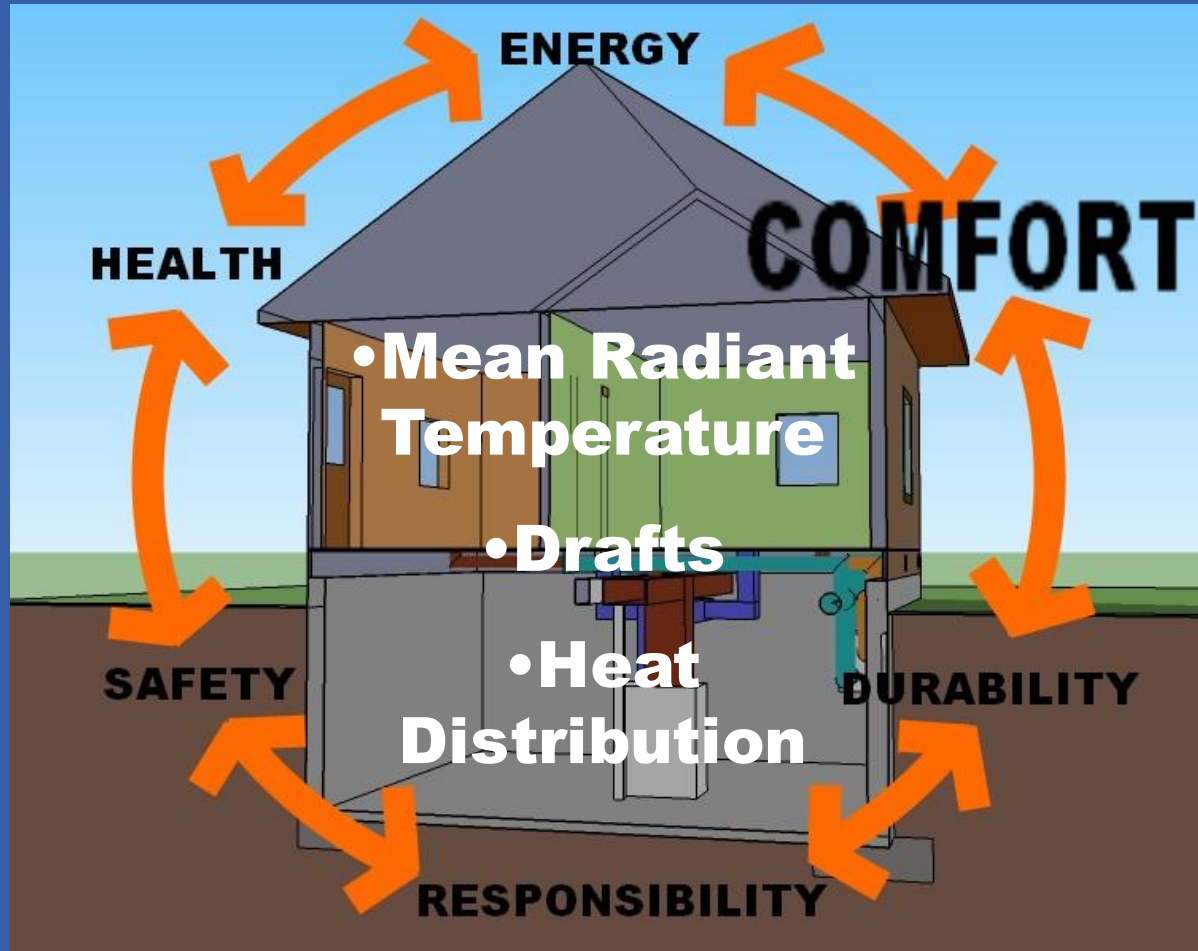 ENERGY
COMFORT
HEALTH
•Mean Radiant
Temperature
•Drafts
•Heat
Distribution
SAFETY
DURABILITY
RESPONSIBILITY